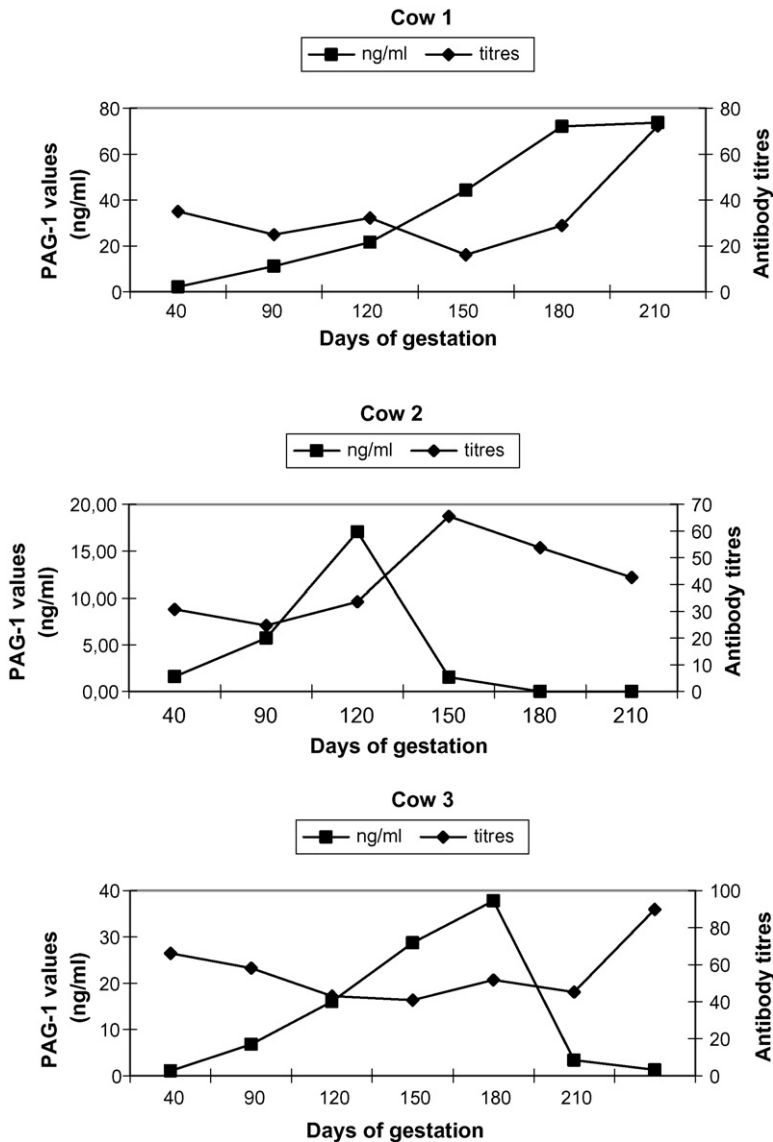 Cow 1
ng/ml titres
80 80
60 60
40 40
20 20
0 0
PAG-1 values
(ng/ml)
Antibody titres
40 90 120 150 180 210
Days of gestation
Cow 2
ng/ml titres
20,00 70
60
15,00 50
40
10,00 30
5,00 20
10
0,00 0
PAG-1 values
(ng/ml)
Antibody titres
40 90 120 150 180 210
Days of gestation
Cow 3
ng/ml titres
40 100
30 80
60
20 40
10 20
0 0
PAG-1 values
(ng/ml)
Antibody titres
40 90 120 150 180 210
Days of gestation